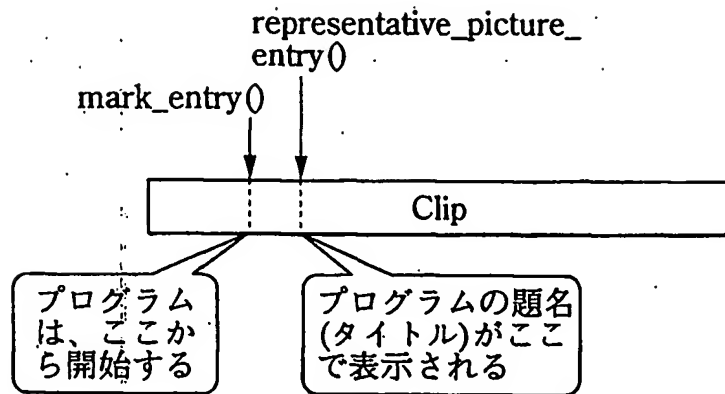 representative_picture_
entry()
mark_entry()
Clip
プログラム
は、ここか
ら開始する
プログラムの題名
(タイトル)がここ
で表示される